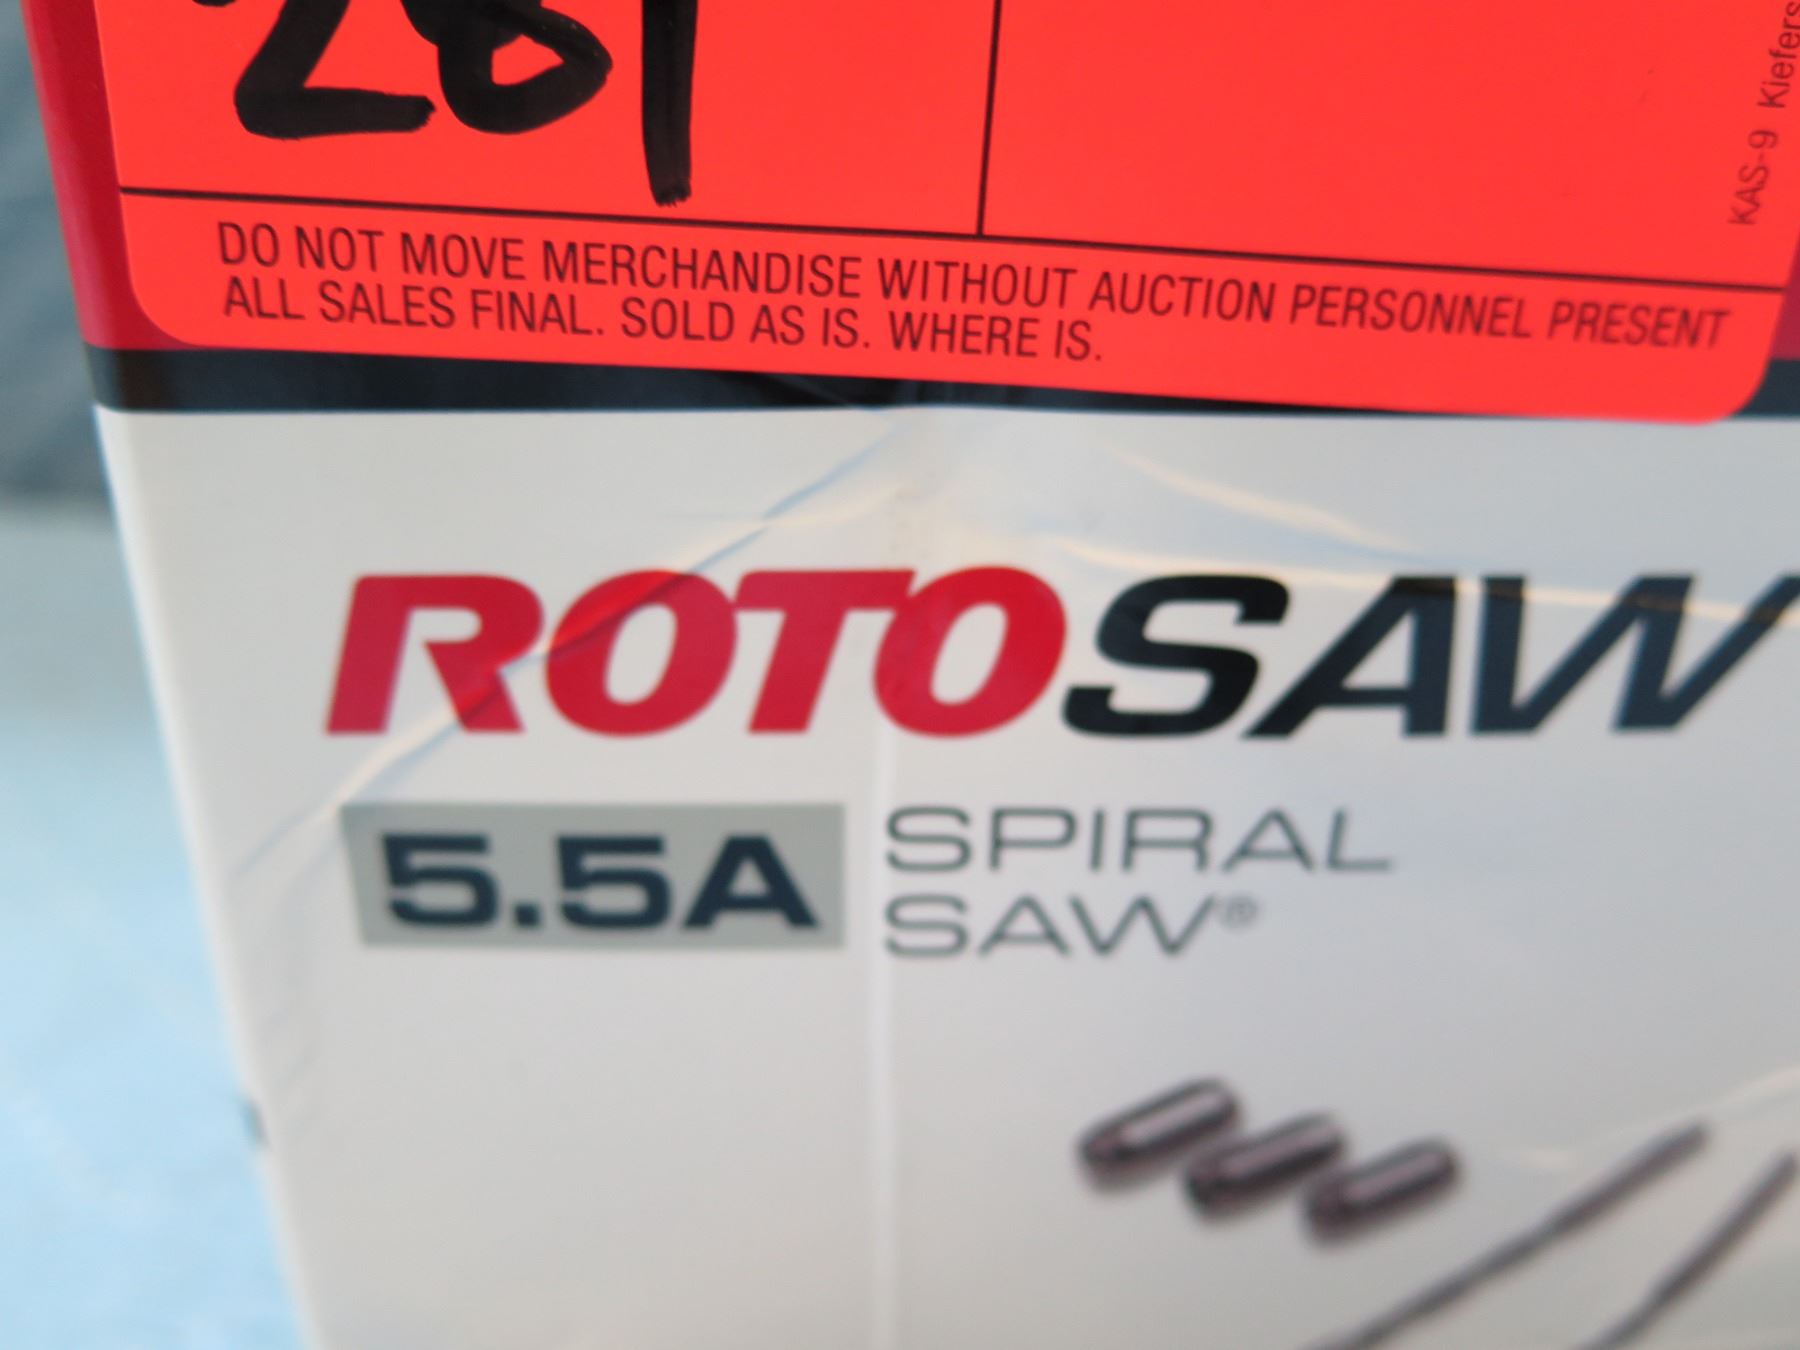 281
KAS-9 Kiefers
DO NOT MOVE MERCHANDISE WITHOUT AUCTION PERSONNEL PRESENT
ALL SALES FINAL. SOLD AS IS. WHERE IS.
ROTOSAW
5.5A
SPIRAL
SAW®